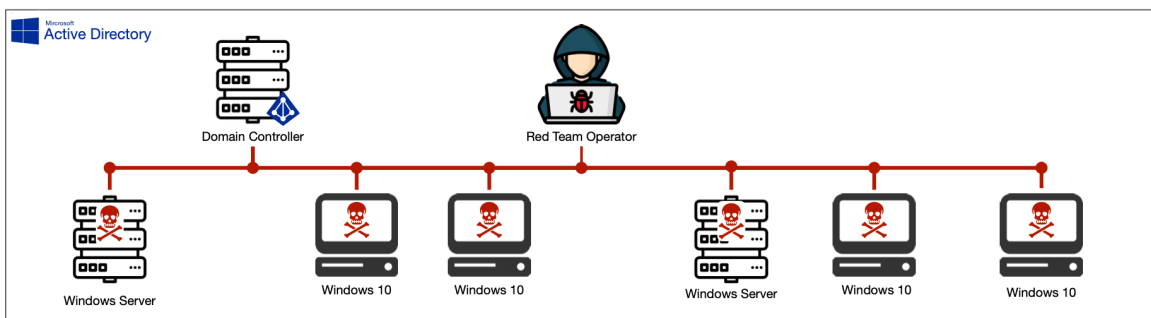 Mircosoft
Active Directory
Domain Controller
Red Team Operator
Windows Server
Windows 10
Windows 10
Windows Server
Windows 10
Windows 10